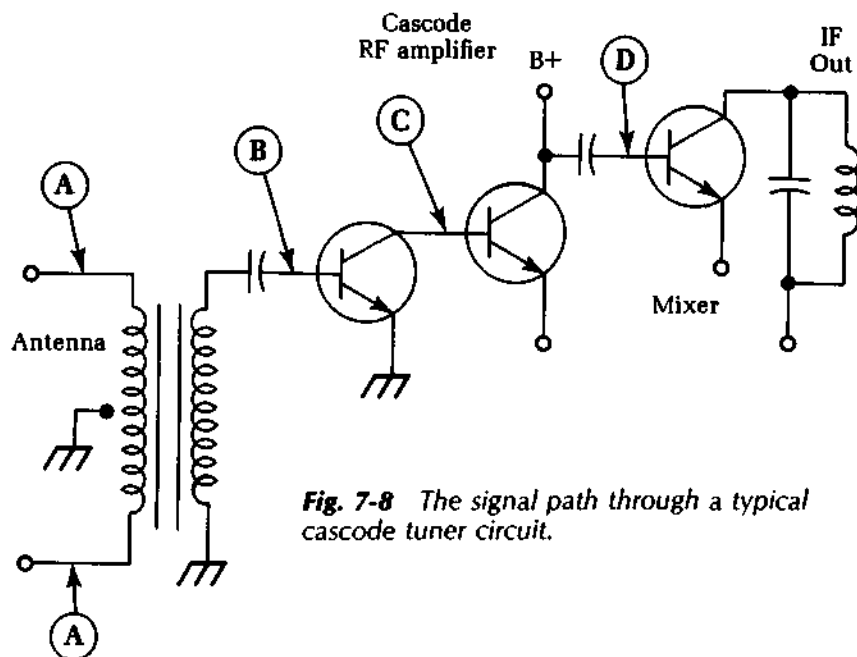 Cascode
RF amplifier
B+
D
IF
Out
C
B
A
Antenna
Mixer
Fig. 7-8 The signal path through a typical
cascode tuner circuit.
A